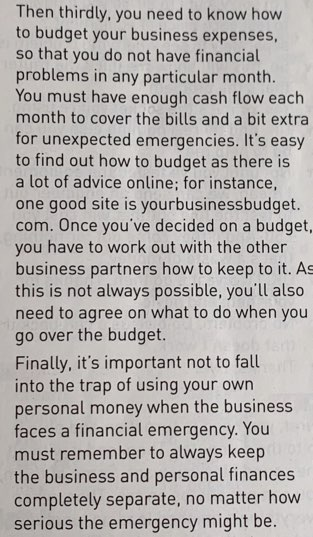 Then thirdly, you need to know how
to budget your business expenses,
so that you do not have financial
problems in any particular month.
You must have enough cash flow each
month to cover the bills and a bit extra
for unexpected emergencies. It's easy
to find out how to budget as there is
a lot of advice online; for instance,
one good site is yourbusinessbudget.
com. Once you've decided on a budget,
you have to work out with the other
business partners how to keep to it. As
this is not always possible, you'll also
need to agree on what to do when you
go over the budget.
Finally, it's important not to fall
into the trap of using your own
personal money when the business
faces a financial emergency. You
must remember to always keep
the business and personal finances
completely separate, no matter how
serious the emergency might be.